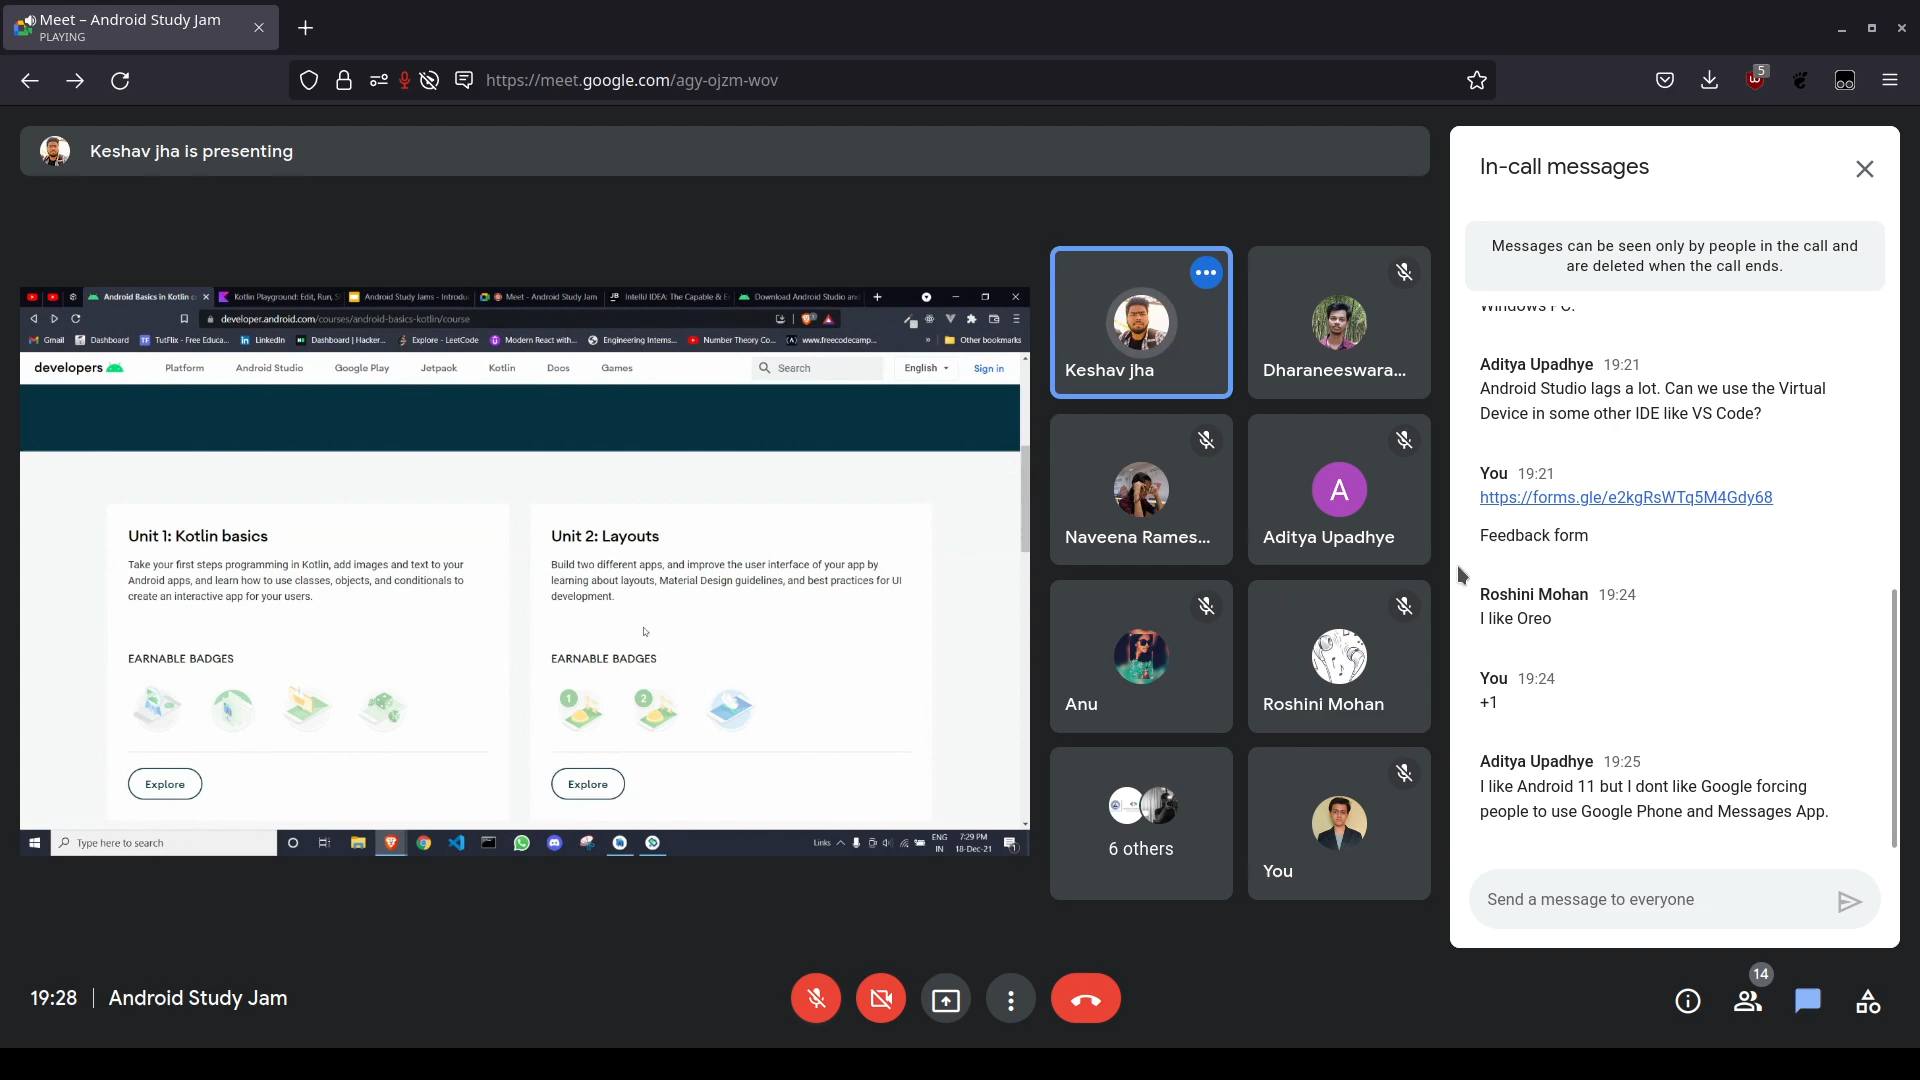 Meet – Android Study Jam
PLAYING
https://meet.google.com/agy-ojzm-wov
5
Keshav jha is presenting
Android Basics in Kotlin c
Kotlin Playground: Edit, Run, S
Android Study Jams - Introdu
Meet - Android Study Jam
IntelliJ IDEA: The Capable & E
Download Android Studio and
developer.android.com/courses/android-basics-kotlin/course
Gmail
Dashboard
TutFlix - Free Educa...
LinkedIn
Dashboard | Hacker...
Explore - LeetCode
Modern React with...
Engineering Interns...
Number Theory Co...
www.freecodecamp...
Other bookmarks
developers
Platform
Android Studio
Google Play
Jetpack
Kotlin
Docs
Games
Search
English
Sign in
Unit 1: Kotlin basics
Take your first steps programming in Kotlin, add images and text to your
Android apps, and learn how to use classes, objects, and conditionals to
create an interactive app for your users.
EARNABLE BADGES
Explore
Unit 2: Layouts
Build two different apps, and improve the user interface of your app by
learning about layouts, Material Design guidelines, and best practices for UI
development.
EARNABLE BADGES
1
2
Explore
Type here to search
Links
ENG
IN
7:29 PM
18-Dec-21
Keshav jha
Dharaneeswara...
Naveena Rames...
A
Aditya Upadhye
Anu
Roshini Mohan
6 others
You
In-call messages
Messages can be seen only by people in the call and
are deleted when the call ends.
Windows PC.
Aditya Upadhye 19:21
Android Studio lags a lot. Can we use the Virtual
Device in some other IDE like VS Code?
You 19:21
https://forms.gle/e2kgRsWTq5M4Gdy68
Feedback form
Roshini Mohan 19:24
I like Oreo
You 19:24
+1
Aditya Upadhye 19:25
I like Android 11 but I dont like Google forcing
people to use Google Phone and Messages App.
Send a message to everyone
19:28 | Android Study Jam
14